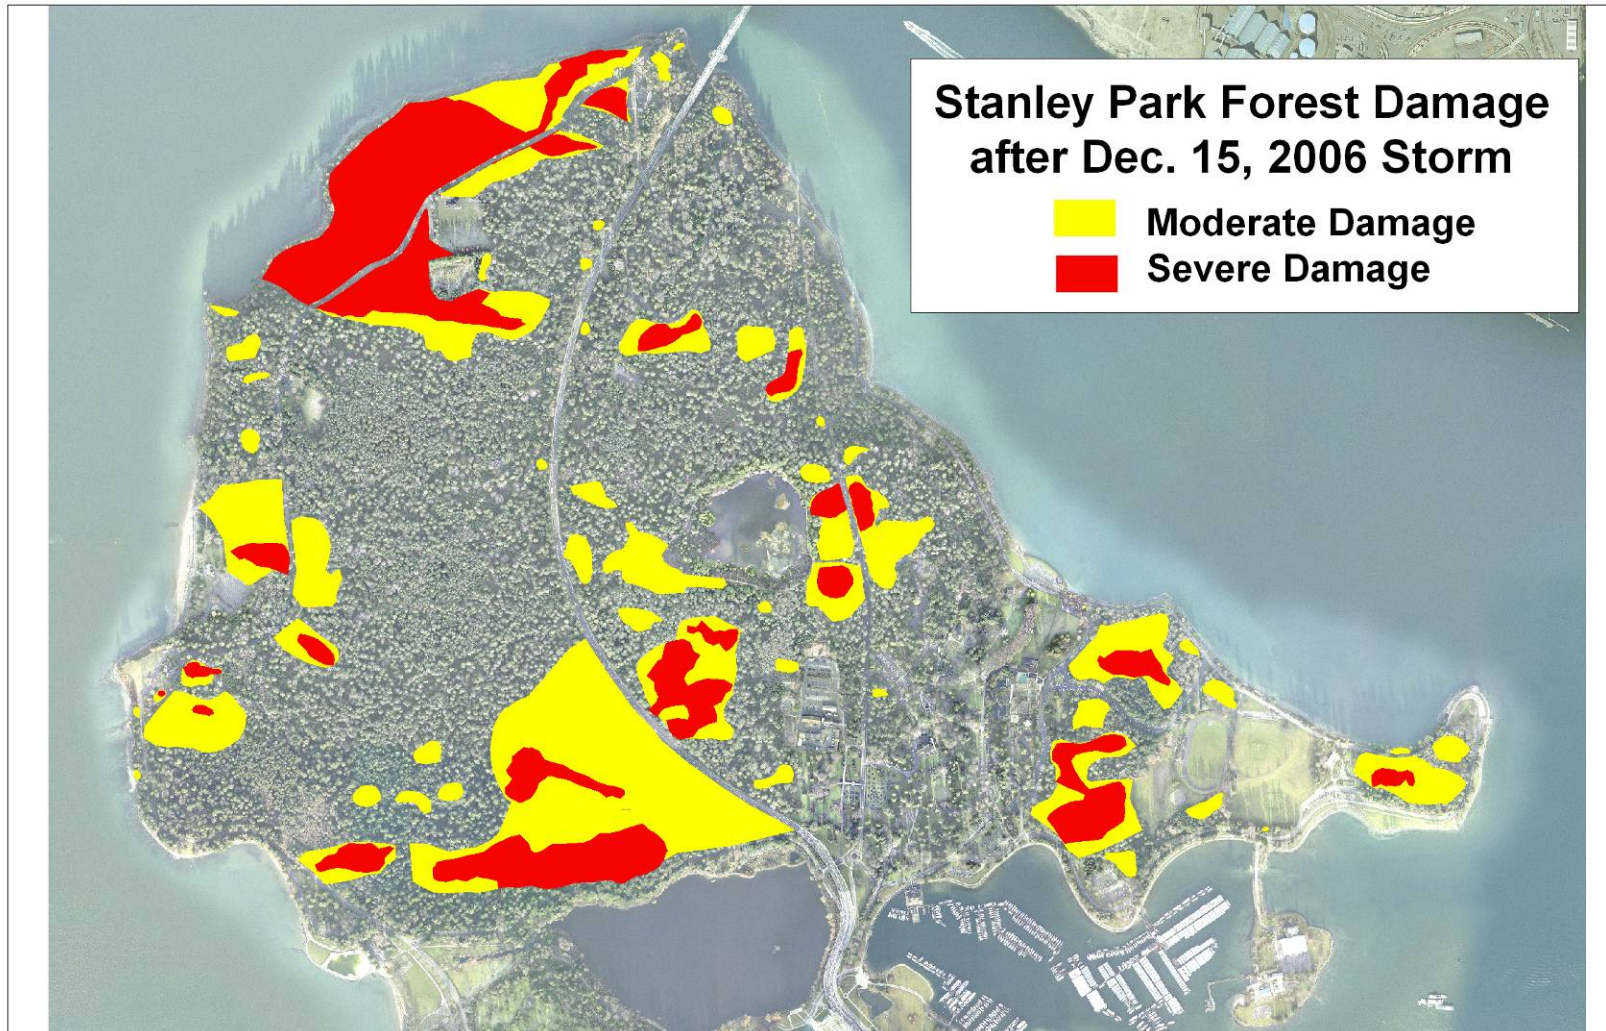 Stanley Park Forest Damage
after Dec. 15, 2006 Storm
Moderate Damage
Severe Damage